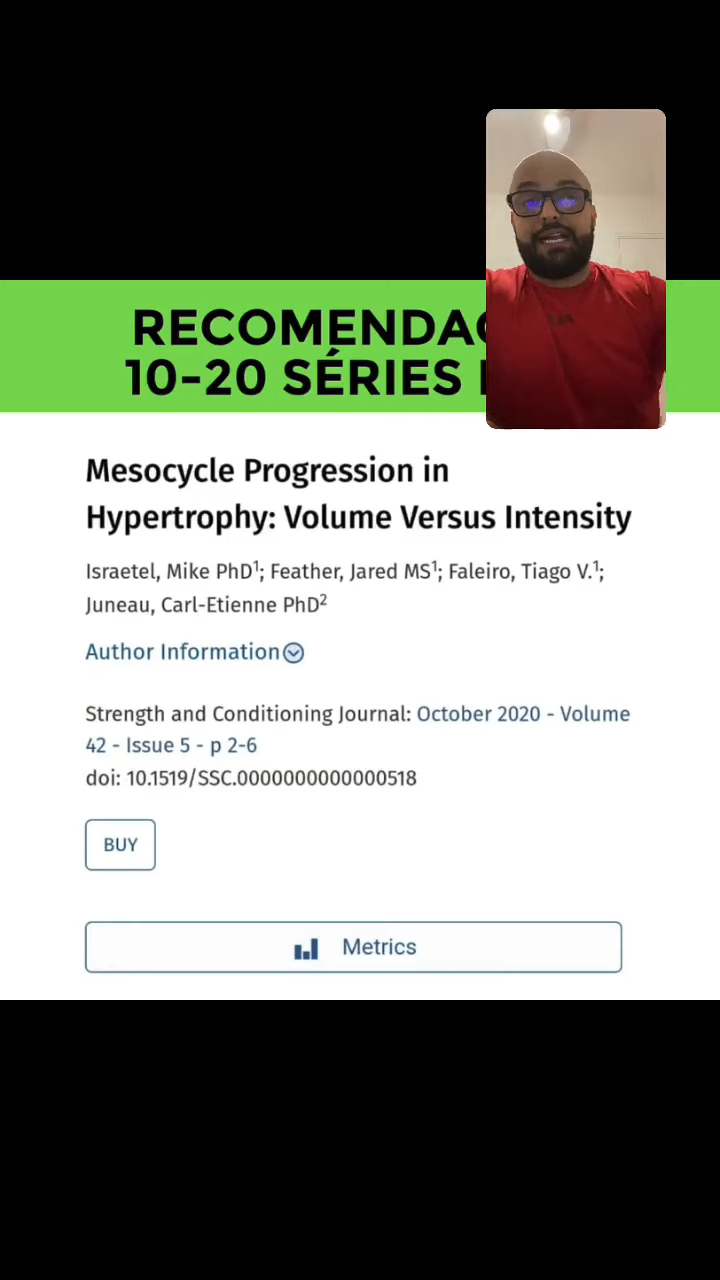 10-20 SÉRIES
Mesocycle Progression in
Hypertrophy: Volume Versus Intensity
Israetel, Mike PhD1; Feather, Jared MS1; Faleiro, Tiago V.1;
Juneau, Carl-Etienne PhD2
Author Information
Strength and Conditioning Journal: October 2020 - Volume
42 - Issue 5 - p 2-6
doi: 10.1519/SSC.0000000000000518
BUY
Metrics